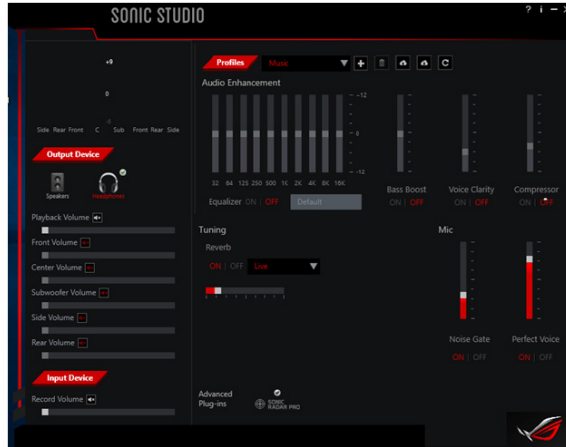 SONIC STUDIO
? i
+9
0
-3
Side Rear Front C Sub Front Rear Side
Output Device
Speakers
Headphones
Playback Volume
Front Volume
Center Volume
Subwoofer Volume
Side Volume
Rear Volume
Input Device
Record Volume
Profiles
Music
Audio Enhancement
-12
0
-12
32 64 125 250 500 1K 2K 4K 8K 16K
Equalizer ON | OFF Default
Bass Boost
ON | OFF
Voice Clarity
ON | OFF
Compressor
ON | OFF
Tuning
Reverb
ON | OFF Live
Mic
Noise Gate
ON | OFF
Perfect Voice
ON | OFF
Advanced
Plug-ins
SONIC
RADAR PRO